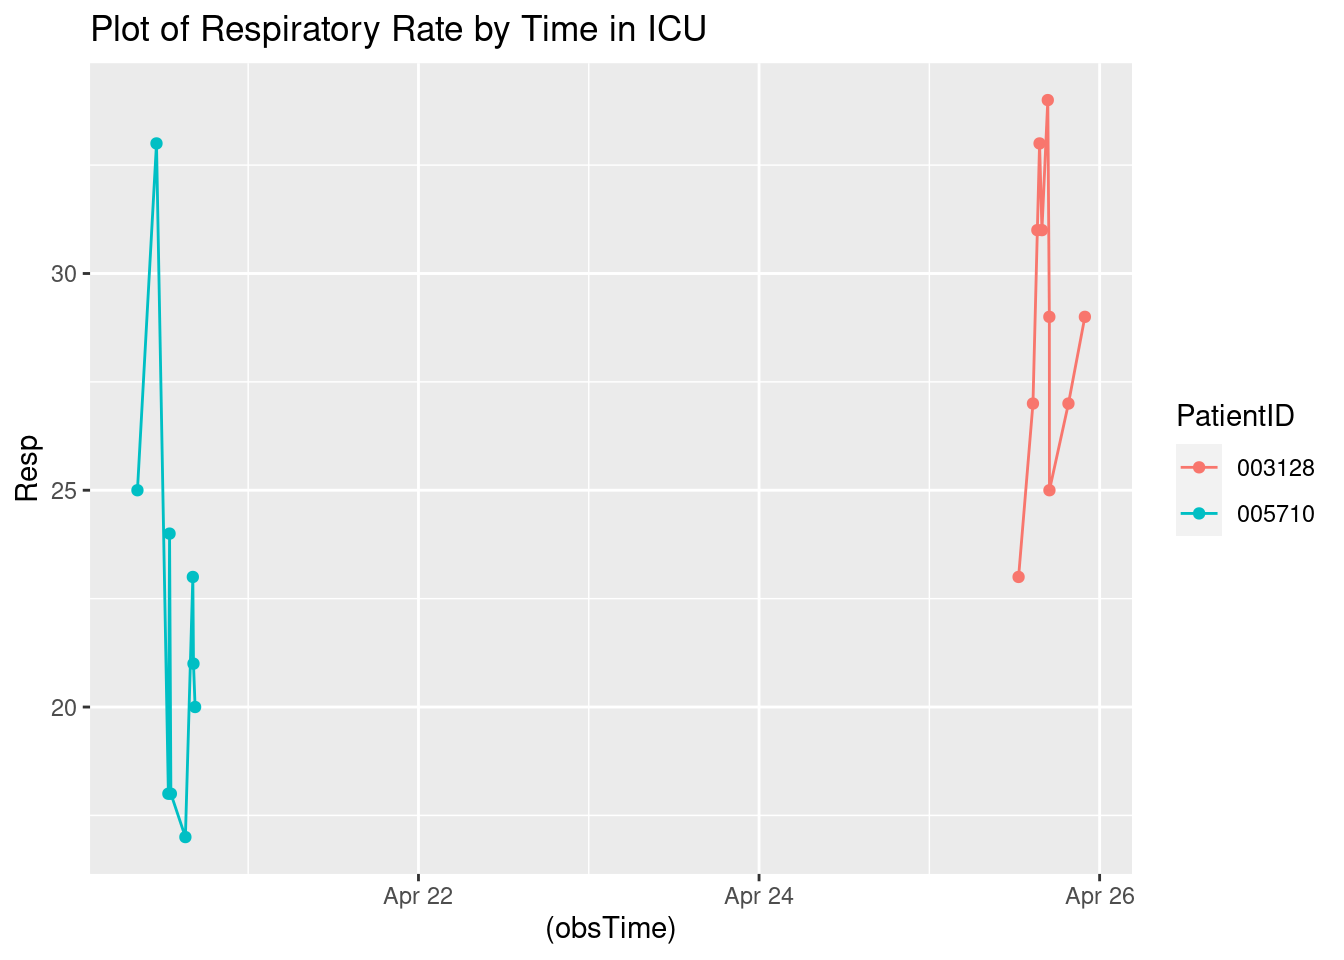 Plot of Respiratory Rate by Time in ICU
30
25
20
Resp
Apr 22
Apr 24
Apr 26
(obsTime)
PatientID
003128
005710